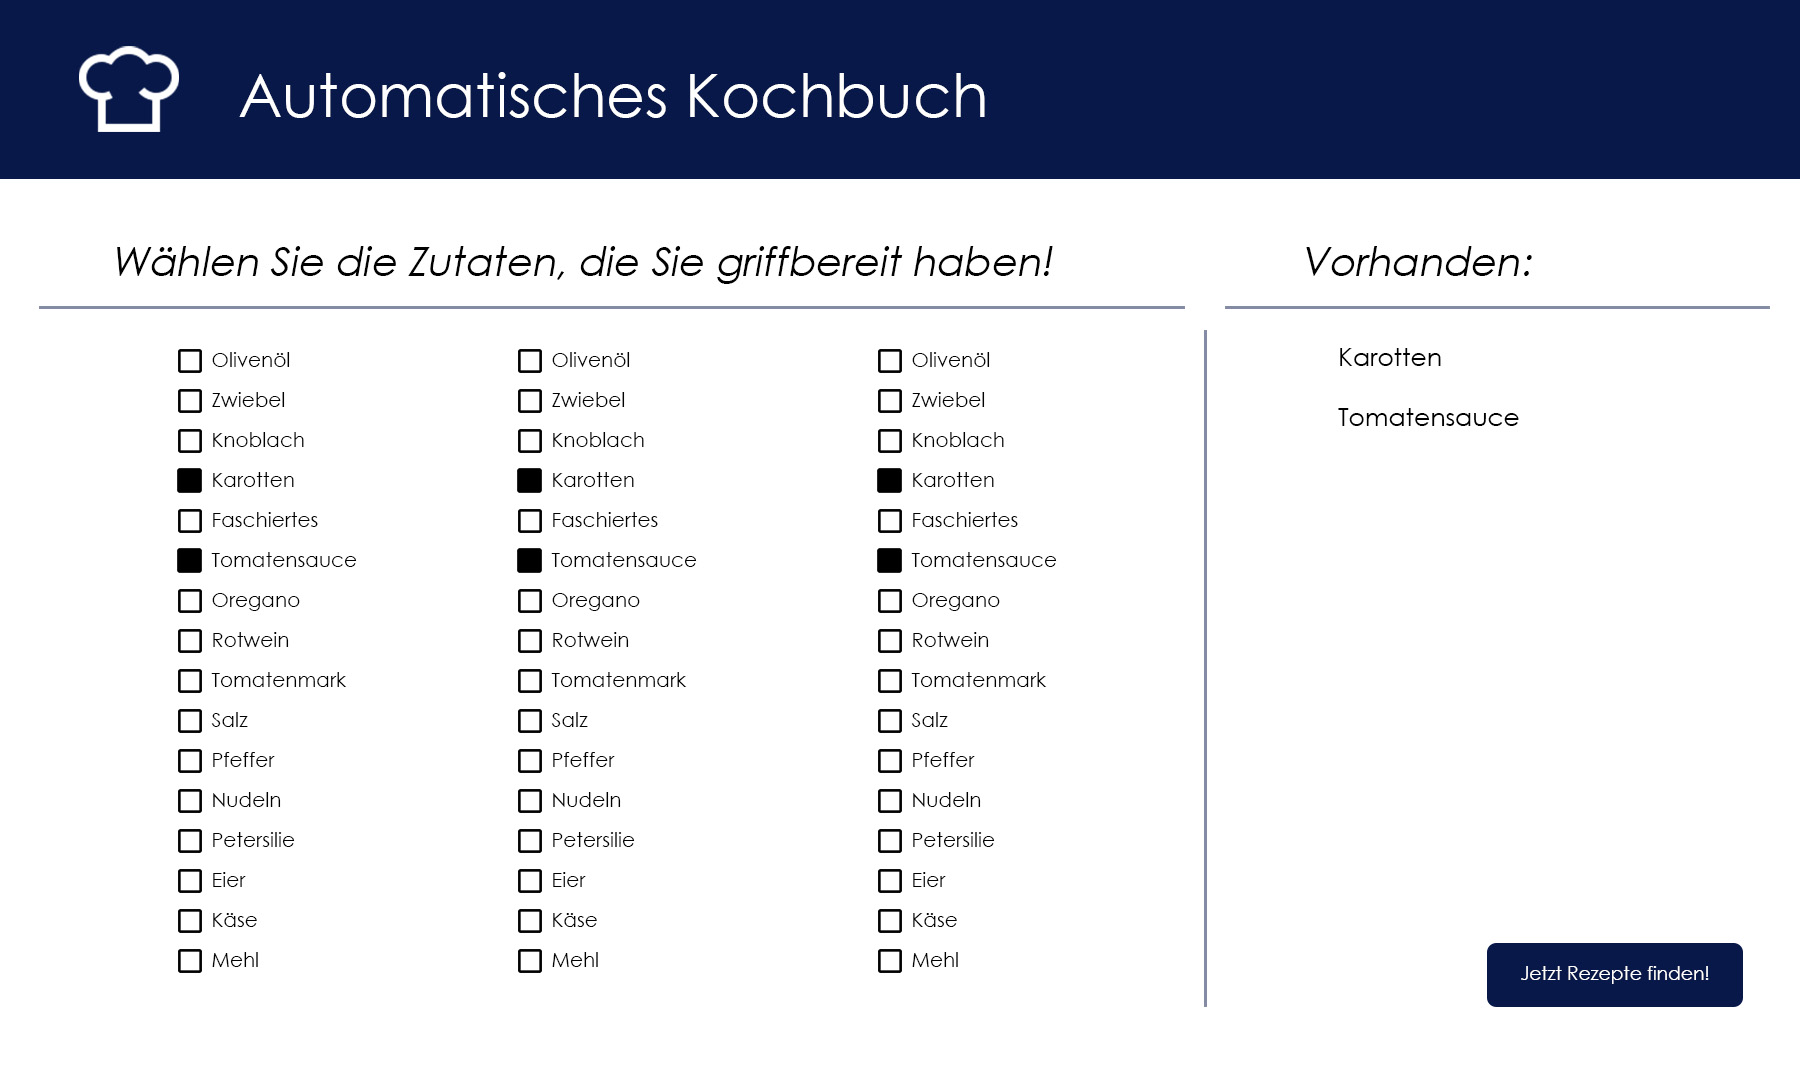 Automatisches Kochbuch
Wählen Sie die Zutaten, die Sie griffbereit haben!
Olivenöl
Zwiebel
Knoblach
Karotten
Faschiertes
Tomatensauce
Oregano
Rotwein
Tomatenmark
Salz
Pfeffer
Nudeln
Petersilie
Eier
Käse
Mehl
Olivenöl
Zwiebel
Knoblach
Karotten
Faschiertes
Tomatensauce
Oregano
Rotwein
Tomatenmark
Salz
Pfeffer
Nudeln
Petersilie
Eier
Käse
Mehl
Olivenöl
Zwiebel
Knoblach
Karotten
Faschiertes
Tomatensauce
Oregano
Rotwein
Tomatenmark
Salz
Pfeffer
Nudeln
Petersilie
Eier
Käse
Mehl
Vorhanden:
Karotten
Tomatensauce
Jetzt Rezepte finden!